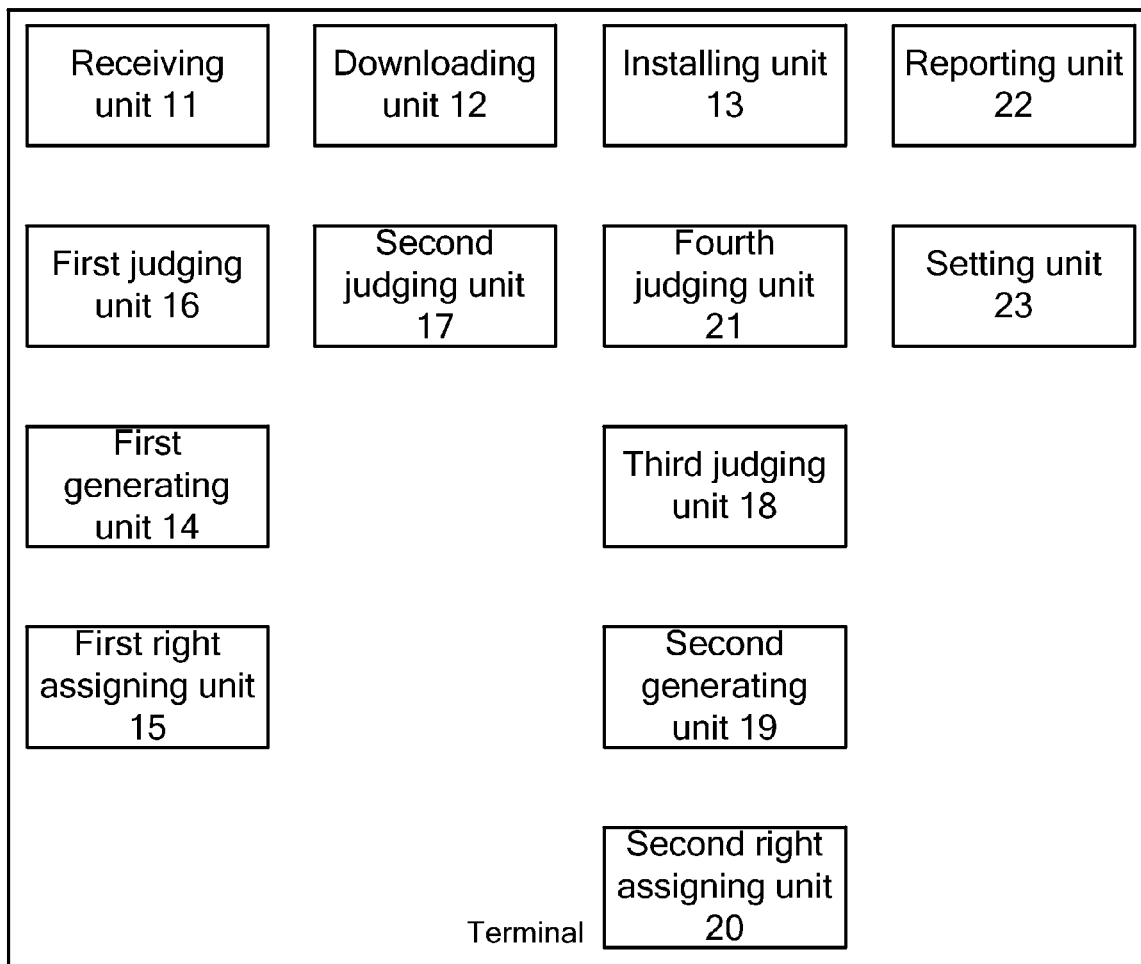 Receiving
unit 11
Downloading
unit 12
Installing unit
13
Reporting unit
22
First judging
unit 16
Second
judging unit
17
Fourth
judging unit
21
Setting unit
23
First
generating
unit 14
Third judging
unit 18
First right
assigning unit
15
Second
generating
unit 19
Second right
assigning unit
20
Terminal